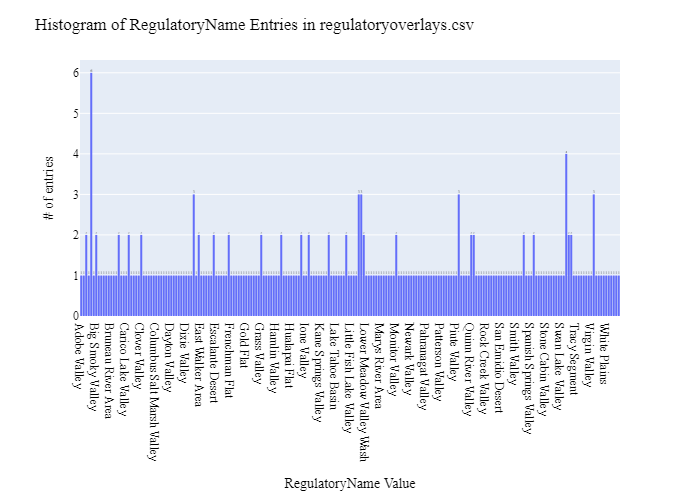 Histogram of RegulatoryName Entries in regulatoryoverlays.csv
# of entries
6
5
4
3
2
1
0
Adobe Valley
Big Smoky Valley
Bruneau River Area
Carico Lake Valley
Clover Valley
Columbus Salt Marsh Valley
Dayton Valley
Dixie Valley
East Walker Area
Escalante Desert
Frenchman Flat
Gold Flat
Grass Valley
Hamlin Valley
Hualapai Flat
Ione Valley
Kane Springs Valley
Lake Tahoe Basin
Little Fish Lake Valley
Lower Meadow Valley Wash
Marys River Area
Monitor Valley
Newark Valley
Pahranagat Valley
Patterson Valley
Piute Valley
Quinn River Valley
Rock Creek Valley
San Emidio Desert
Smith Valley
Spanish Springs Valley
Stone Cabin Valley
Swan Lake Valley
Tracy Segment
Virgin Valley
White Plains
RegulatoryName Value